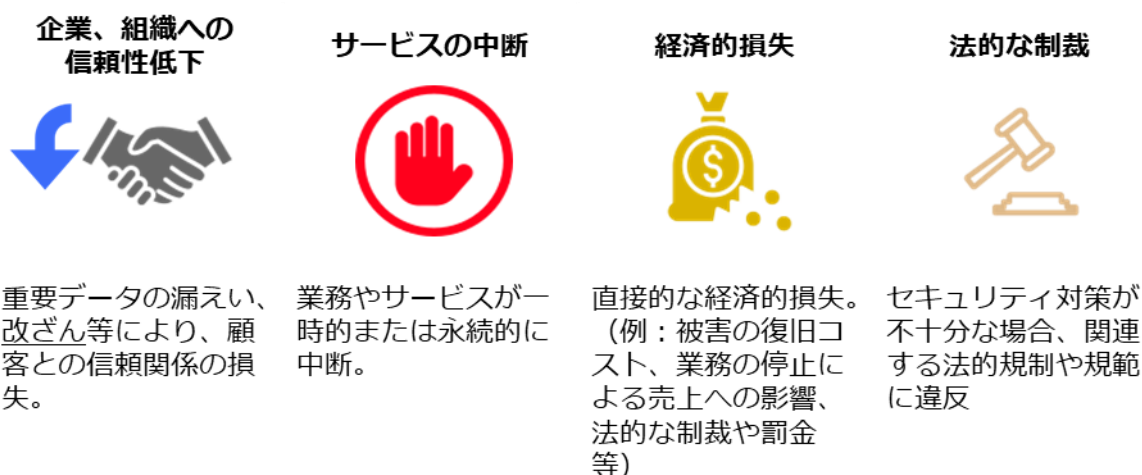 企業、組織への
信頼性低下
サービスの中断
経済的損失
法的な制裁
$
重要データの漏えい、
改ざん等により、顧
客との信頼関係の損
失。
業務やサービスが一
時的または永続的に
中断。
直接的な経済的損失。
（例：被害の復旧コ
スト、業務の停止に
よる売上への影響、
法的な制裁や罰金
等）
セキュリティ対策が
不十分な場合、関連
する法的規制や規範
に違反